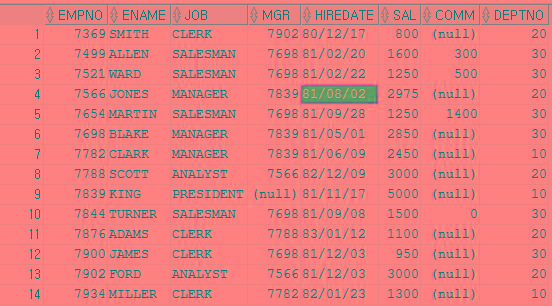 EMPNO ENAME JOB MGR HIREDATE SAL COMM DEPTNO
1 7369 SMITH CLERK 7902 80/12/17 800 (null) 20
2 7499 ALLEN SALESMAN 7698 81/02/20 1600 300 30
3 7521 WARD SALESMAN 7698 81/02/22 1250 500 30
4 7566 JONES MANAGER 7839 81/08/02 2975 (null) 20
5 7654 MARTIN SALESMAN 7698 81/09/28 1250 1400 30
6 7698 BLAKE MANAGER 7839 81/05/01 2850 (null) 30
7 7782 CLARK MANAGER 7839 81/06/09 2450 (null) 10
8 7788 SCOTT ANALYST 7566 82/12/09 3000 (null) 20
9 7839 KING PRESIDENT (null) 81/11/17 5000 (null) 10
10 7844 TURNER SALESMAN 7698 81/09/08 1500 0 30
11 7876 ADAMS CLERK 7788 83/01/12 1100 (null) 20
12 7900 JAMES CLERK 7698 81/12/03 950 (null) 30
13 7902 FORD ANALYST 7566 81/12/03 3000 (null) 20
14 7934 MILLER CLERK 7782 82/01/23 1300 (null) 10